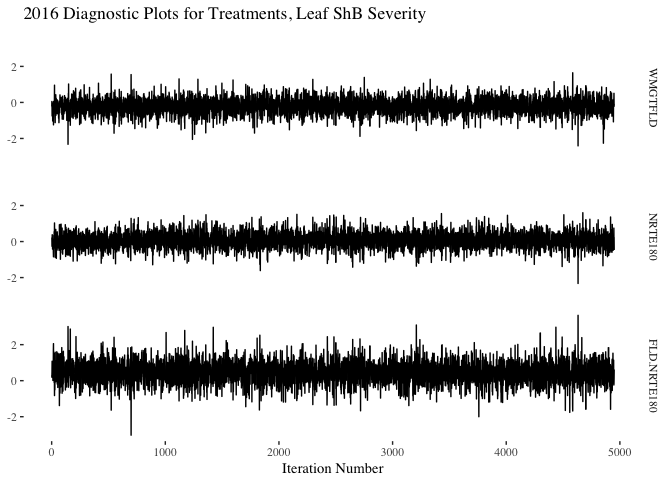 2016 Diagnostic Plots for Treatments, Leaf ShB Severity
2
0
-2
WMGTFLD
2
0
-2
NRTE180
2
0
-2
FLD.NRTE180
0 1000 2000 3000 4000 5000
Iteration Number